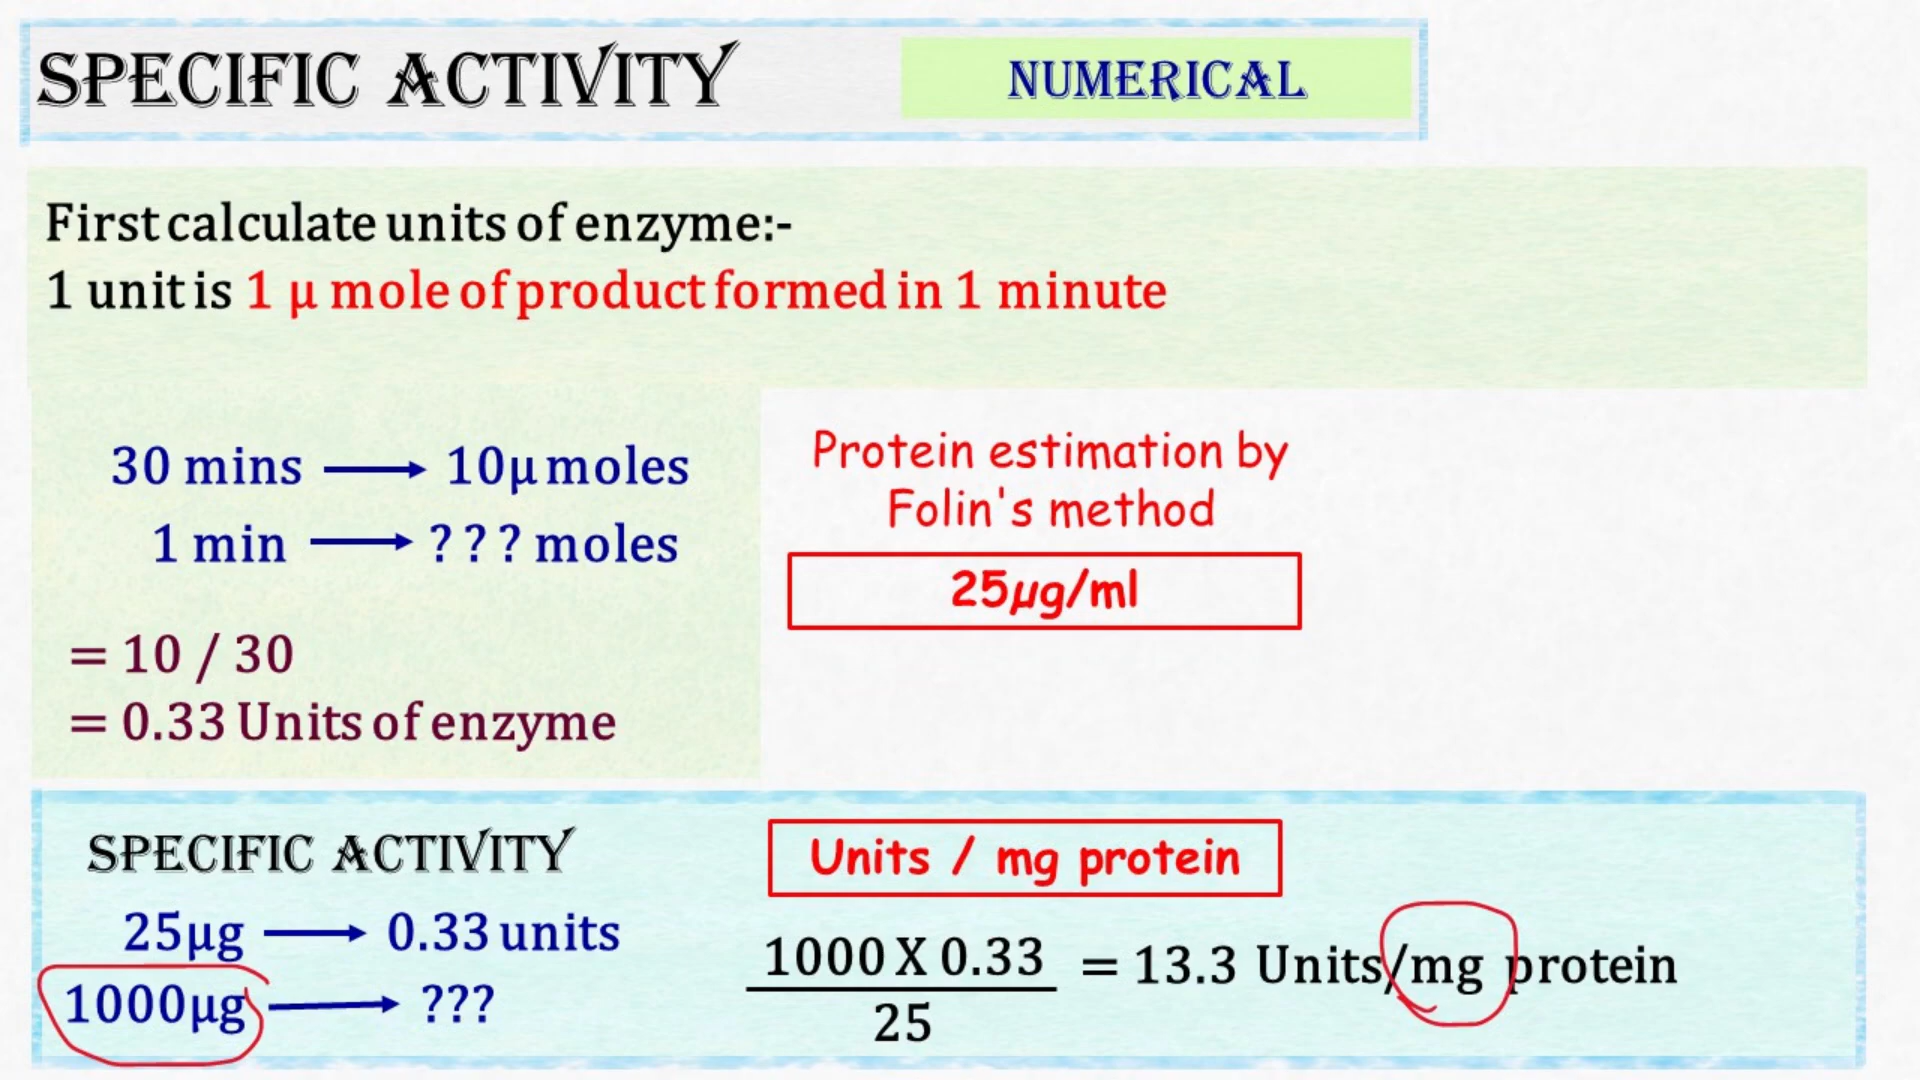 SPECIFIC ACTIVITY
NUMERICAL
First calculate units of enzyme:-
1 unit is 1 µ mole of product formed in 1 minute
30 mins → 10µ moles
1 min → ? ? ? moles
= 10 / 30
= 0.33 Units of enzyme
Protein estimation by
Folin's method
25µg/ml
SPECIFIC ACTIVITY
25µg → 0.33 units
1000µg → ???
Units / mg protein
1000 X 0.33
25
= 13.3 Units/mg protein